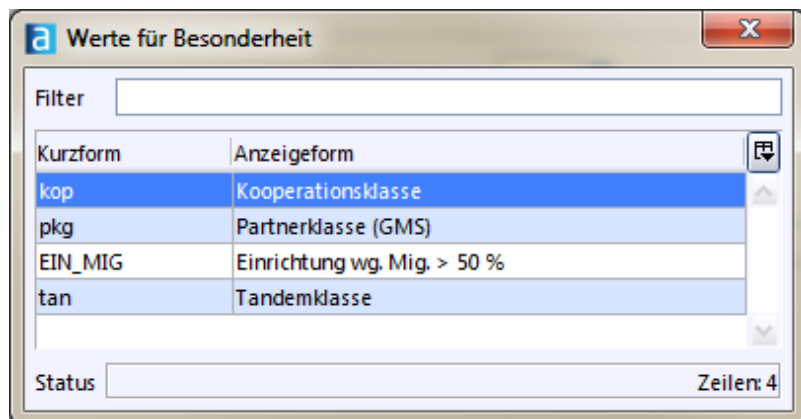 Werte für Besonderheit
Filter
Kurzform Anzeigeform
kop Kooperationsklasse
pkg Partnerklasse (GMS)
EIN_MIG Einrichtung wg. Mig. > 50 %
tan Tandemklasse
Status Zeilen: 4